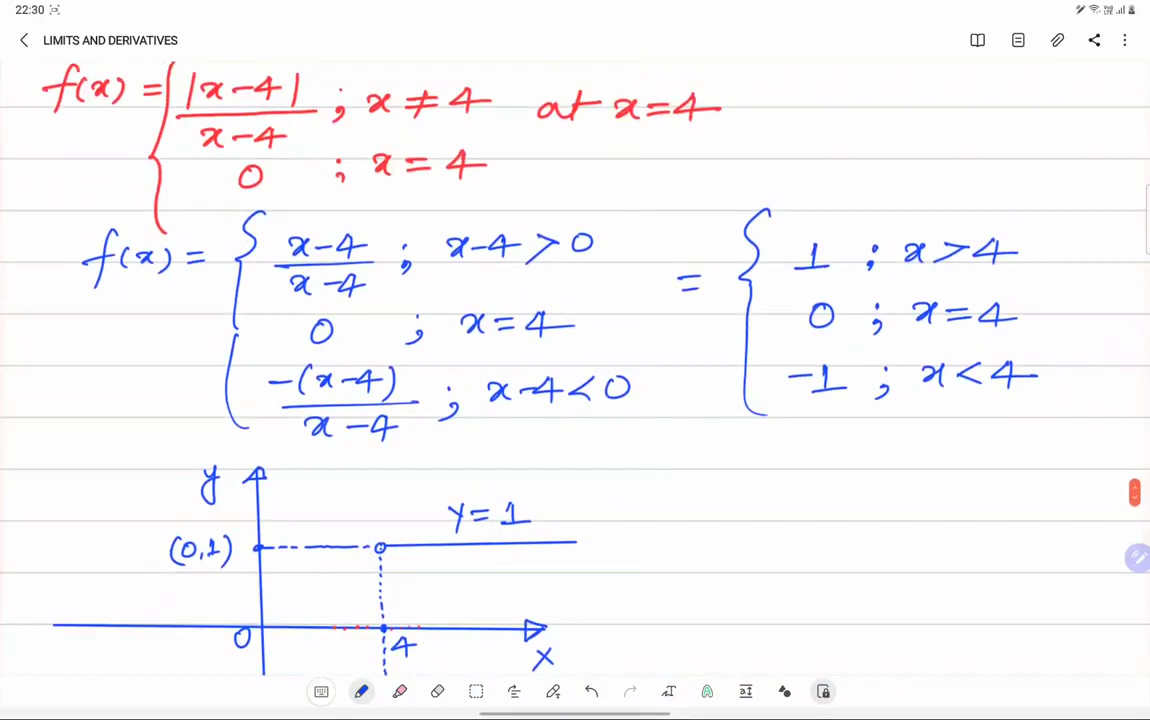 22:30
LIMITS AND DERIVATIVES
f(x) = { |x-4| / x-4 ; x ≠ 4 at x=4
0 ; x = 4
f(x) = { x-4 / x-4 ; x-4 > 0 = { 1 ; x > 4
0 ; x = 4 0 ; x = 4
-(x-4) / x-4 ; x-4 < 0 -1 ; x < 4
y
y = 1
(0,1)
0 4
X